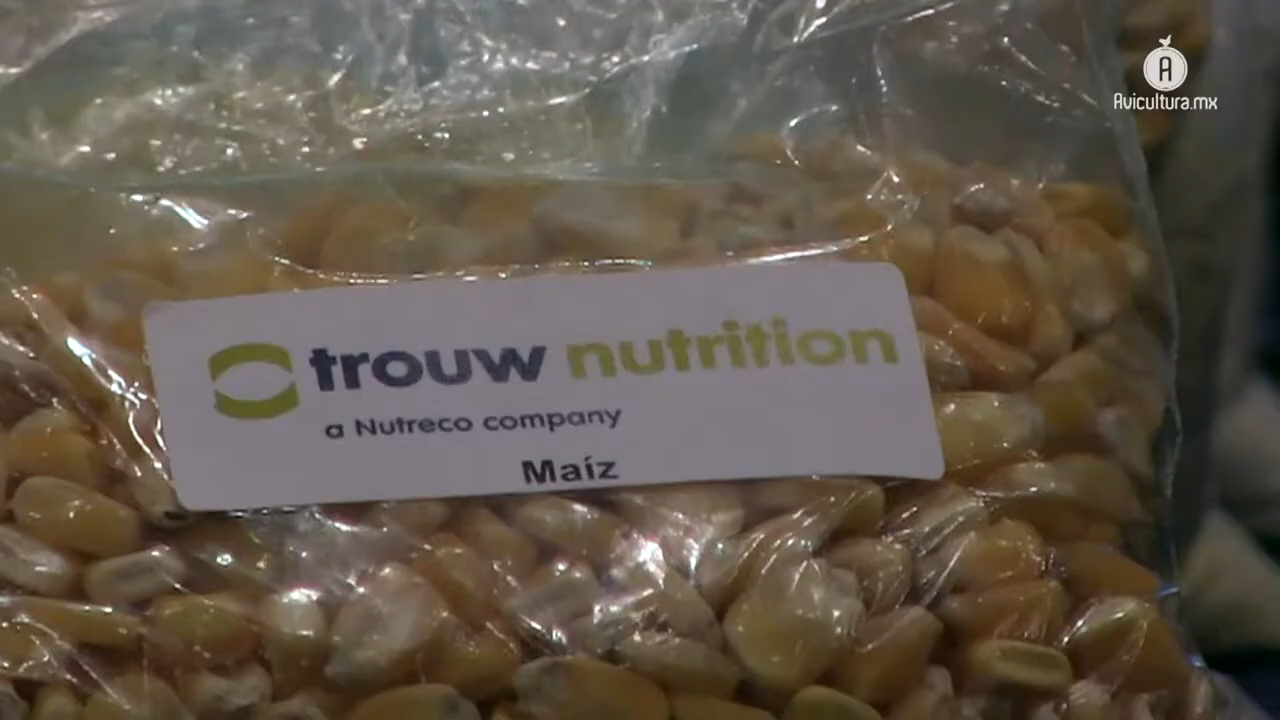 A
Avicultura.mx
trouw nutrition
a Nutreco company
Maíz